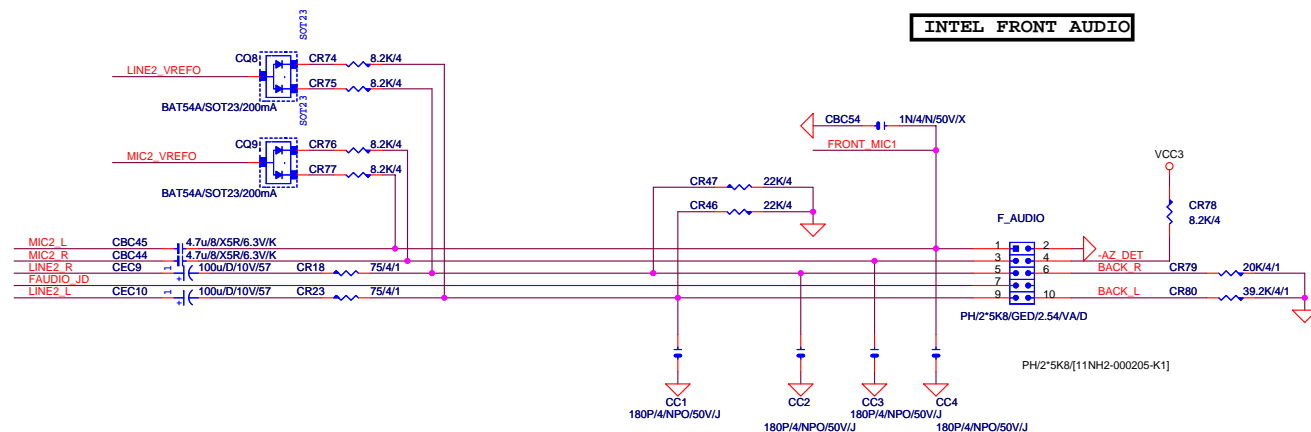 INTEL FRONT AUDIO
SOT23
CQ8
CR74
8.2K/4
LINE2_VREFO
CR75
8.2K/4
BAT54A/SOT23/200mA
SOT23
CQ9
CR76
8.2K/4
MIC2_VREFO
CR77
8.2K/4
BAT54A/SOT23/200mA
CBC54
1N/4/N/50V/X
FRONT_MIC1
VCC3
CR47
22K/4
CR46
22K/4
CR78
8.2K/4
F_AUDIO
MIC2_L
CBC45
4.7u/8/X5R/6.3V/K
MIC2_R
CBC44
4.7u/8/X5R/6.3V/K
LINE2_R
CEC9
1
+
100u/D/10V/57
CR18
75/4/1
FAUDIO_JD
LINE2_L
CEC10
1
+
100u/D/10V/57
CR23
75/4/1
1
2
3
4
-AZ_DET
5
6
BACK_R
CR79
20K/4/1
7
9
10
BACK_L
CR80
39.2K/4/1
PH/2*5K8/GED/2.54/VA/D
PH/2*5K8/[11NH2-000205-K1]
CC1
180P/4/NPO/50V/J
CC2
180P/4/NPO/50V/J
CC3
180P/4/NPO/50V/J
CC4
180P/4/NPO/50V/J